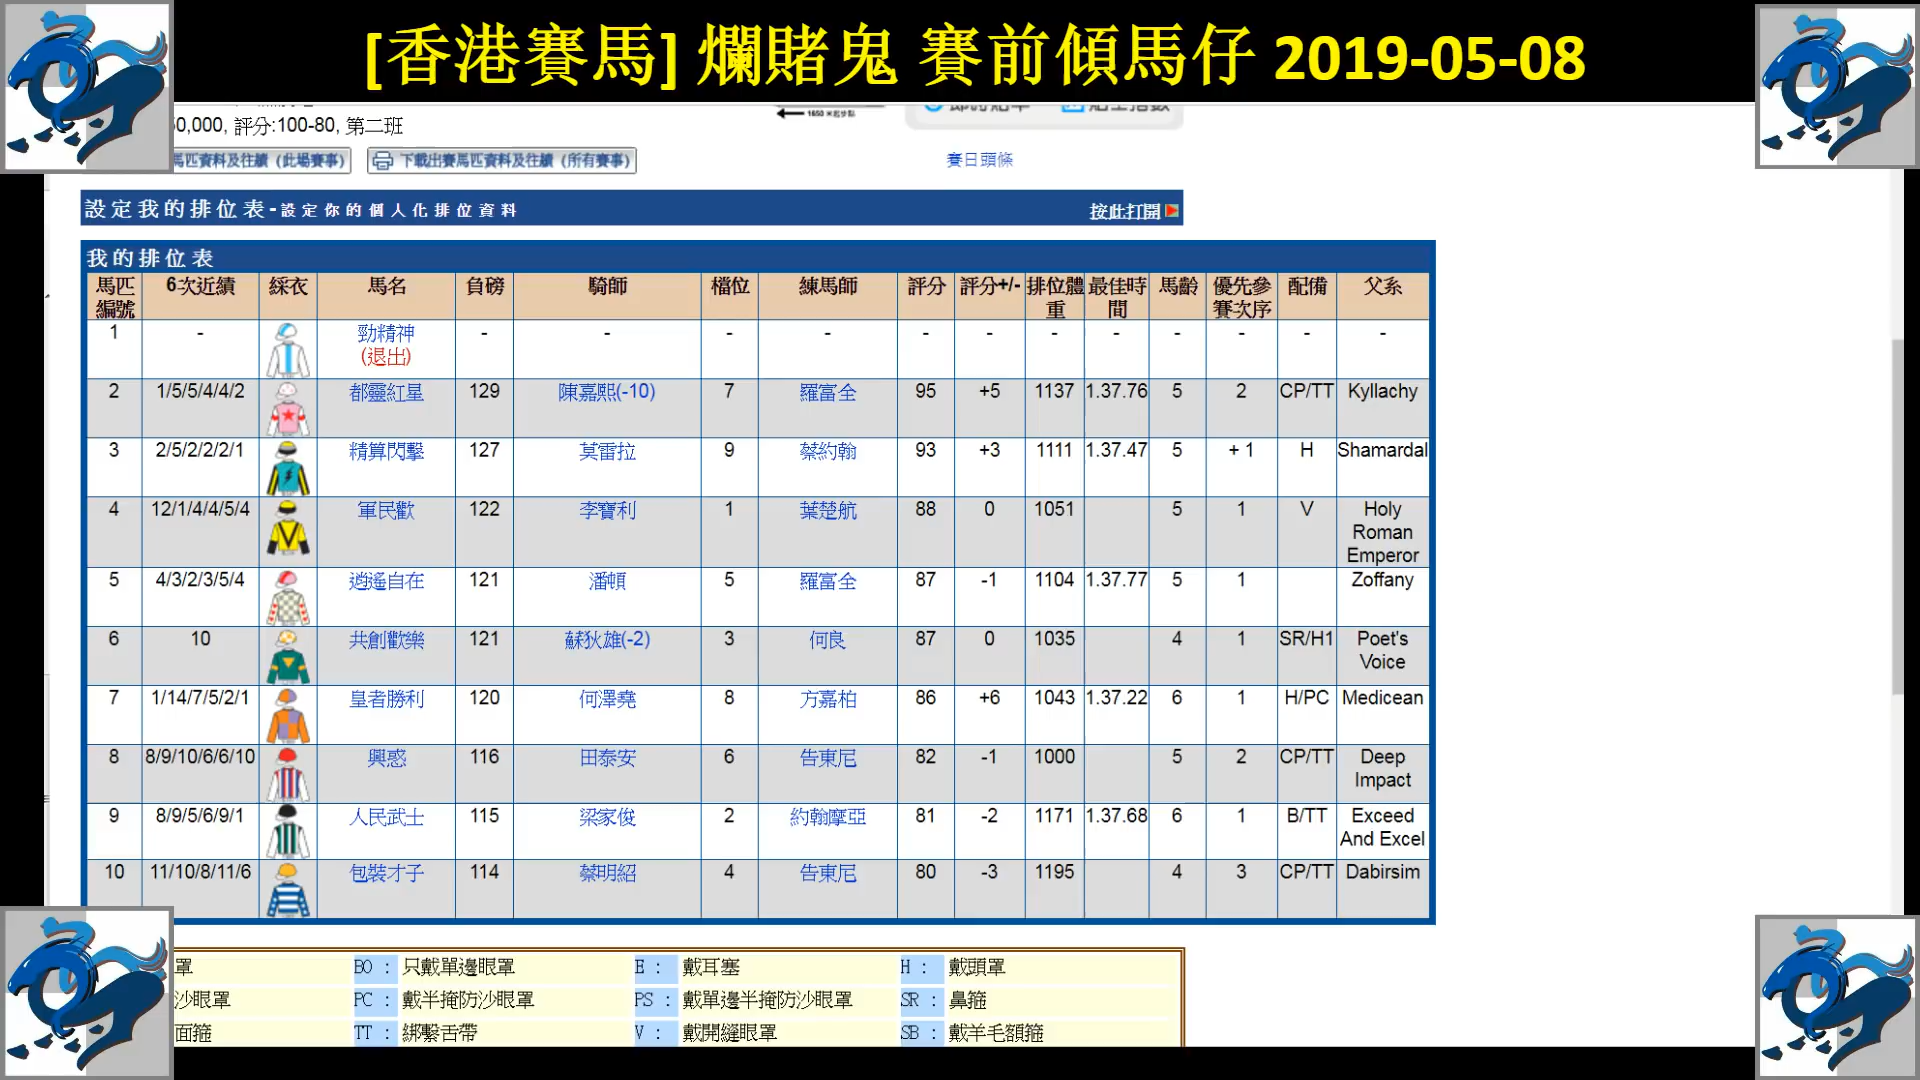 [香港賽馬] 爛賭鬼 賽前傾馬仔 2019-05-08
0,000, 評分:100-80, 第二班
馬匹資料及往績 (此場賽事) 下載出賽馬匹資料及往績 (所有賽事) 賽日頭條
設定我的排位表-設定你的個人化排位資料 按此打開
我的排位表
馬匹編號 6次近績 綵衣 馬名 負磅 騎師 檔位 練馬師 評分 評分+/- 排位體重 最佳時間 馬齡 優先參賽次序 配備 父系
1 - 勁精神 (退出) - - - - - - - - - - - -
2 1/5/5/4/4/2 都靈紅星 129 陳嘉熙(-10) 7 羅富全 95 +5 1137 1.37.76 5 2 CP/TT Kyllachy
3 2/5/2/2/2/1 精算閃擊 127 莫雷拉 9 蔡約翰 93 +3 1111 1.37.47 5 + 1 H Shamardal
4 12/1/4/4/5/4 軍民歡 122 李寶利 1 葉楚航 88 0 1051 5 1 V Holy Roman Emperor
5 4/3/2/3/5/4 逍遙自在 121 潘頓 5 羅富全 87 -1 1104 1.37.77 5 1 Zoffany
6 10 共創歡樂 121 蘇狄雄(-2) 3 何良 87 0 1035 4 1 SR/H1 Poet's Voice
7 1/14/7/5/2/1 皇者勝利 120 何澤堯 8 方嘉柏 86 +6 1043 1.37.22 6 1 H/PC Medicean
8 8/9/10/6/6/10 興惑 116 田泰安 6 告東尼 82 -1 1000 5 2 CP/TT Deep Impact
9 8/9/5/6/9/1 人民武士 115 梁家俊 2 約翰摩亞 81 -2 1171 1.37.68 6 1 B/TT Exceed And Excel
10 11/10/8/11/6 包裝才子 114 蔡明紹 4 告東尼 80 -3 1195 4 3 CP/TT Dabirsim
罩 BO : 只戴單邊眼罩 E : 戴耳塞 H : 戴頭罩
沙眼罩 PC : 戴半掩防沙眼罩 PS : 戴單邊半掩防沙眼罩 SR : 鼻箍
面箍 TT : 綁繫舌帶 V : 戴開縫眼罩 SB : 戴羊毛額箍